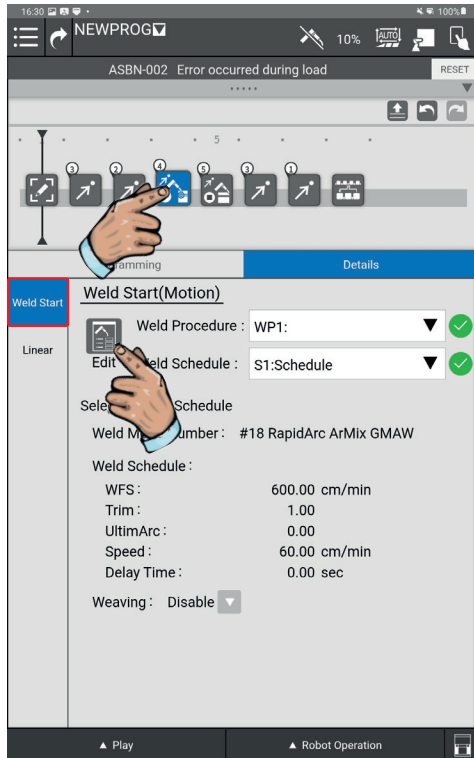 16:30 100%
NEWPROG
10% AUTO
ASBN-002 Error occurred during load RESET
5
3 2 4 5 3 1
ramming Details
Weld Start Weld Start(Motion)
Weld Procedure : WP1:
Linear
Edit Weld Schedule : S1:Schedule
Sele Schedule
Weld M umber : #18 RapidArc ArMix GMAW
Weld Schedule :
WFS : 600.00 cm/min
Trim : 1.00
UltimArc : 0.00
Speed : 60.00 cm/min
Delay Time : 0.00 sec
Weaving : Disable
▲ Play ▲ Robot Operation